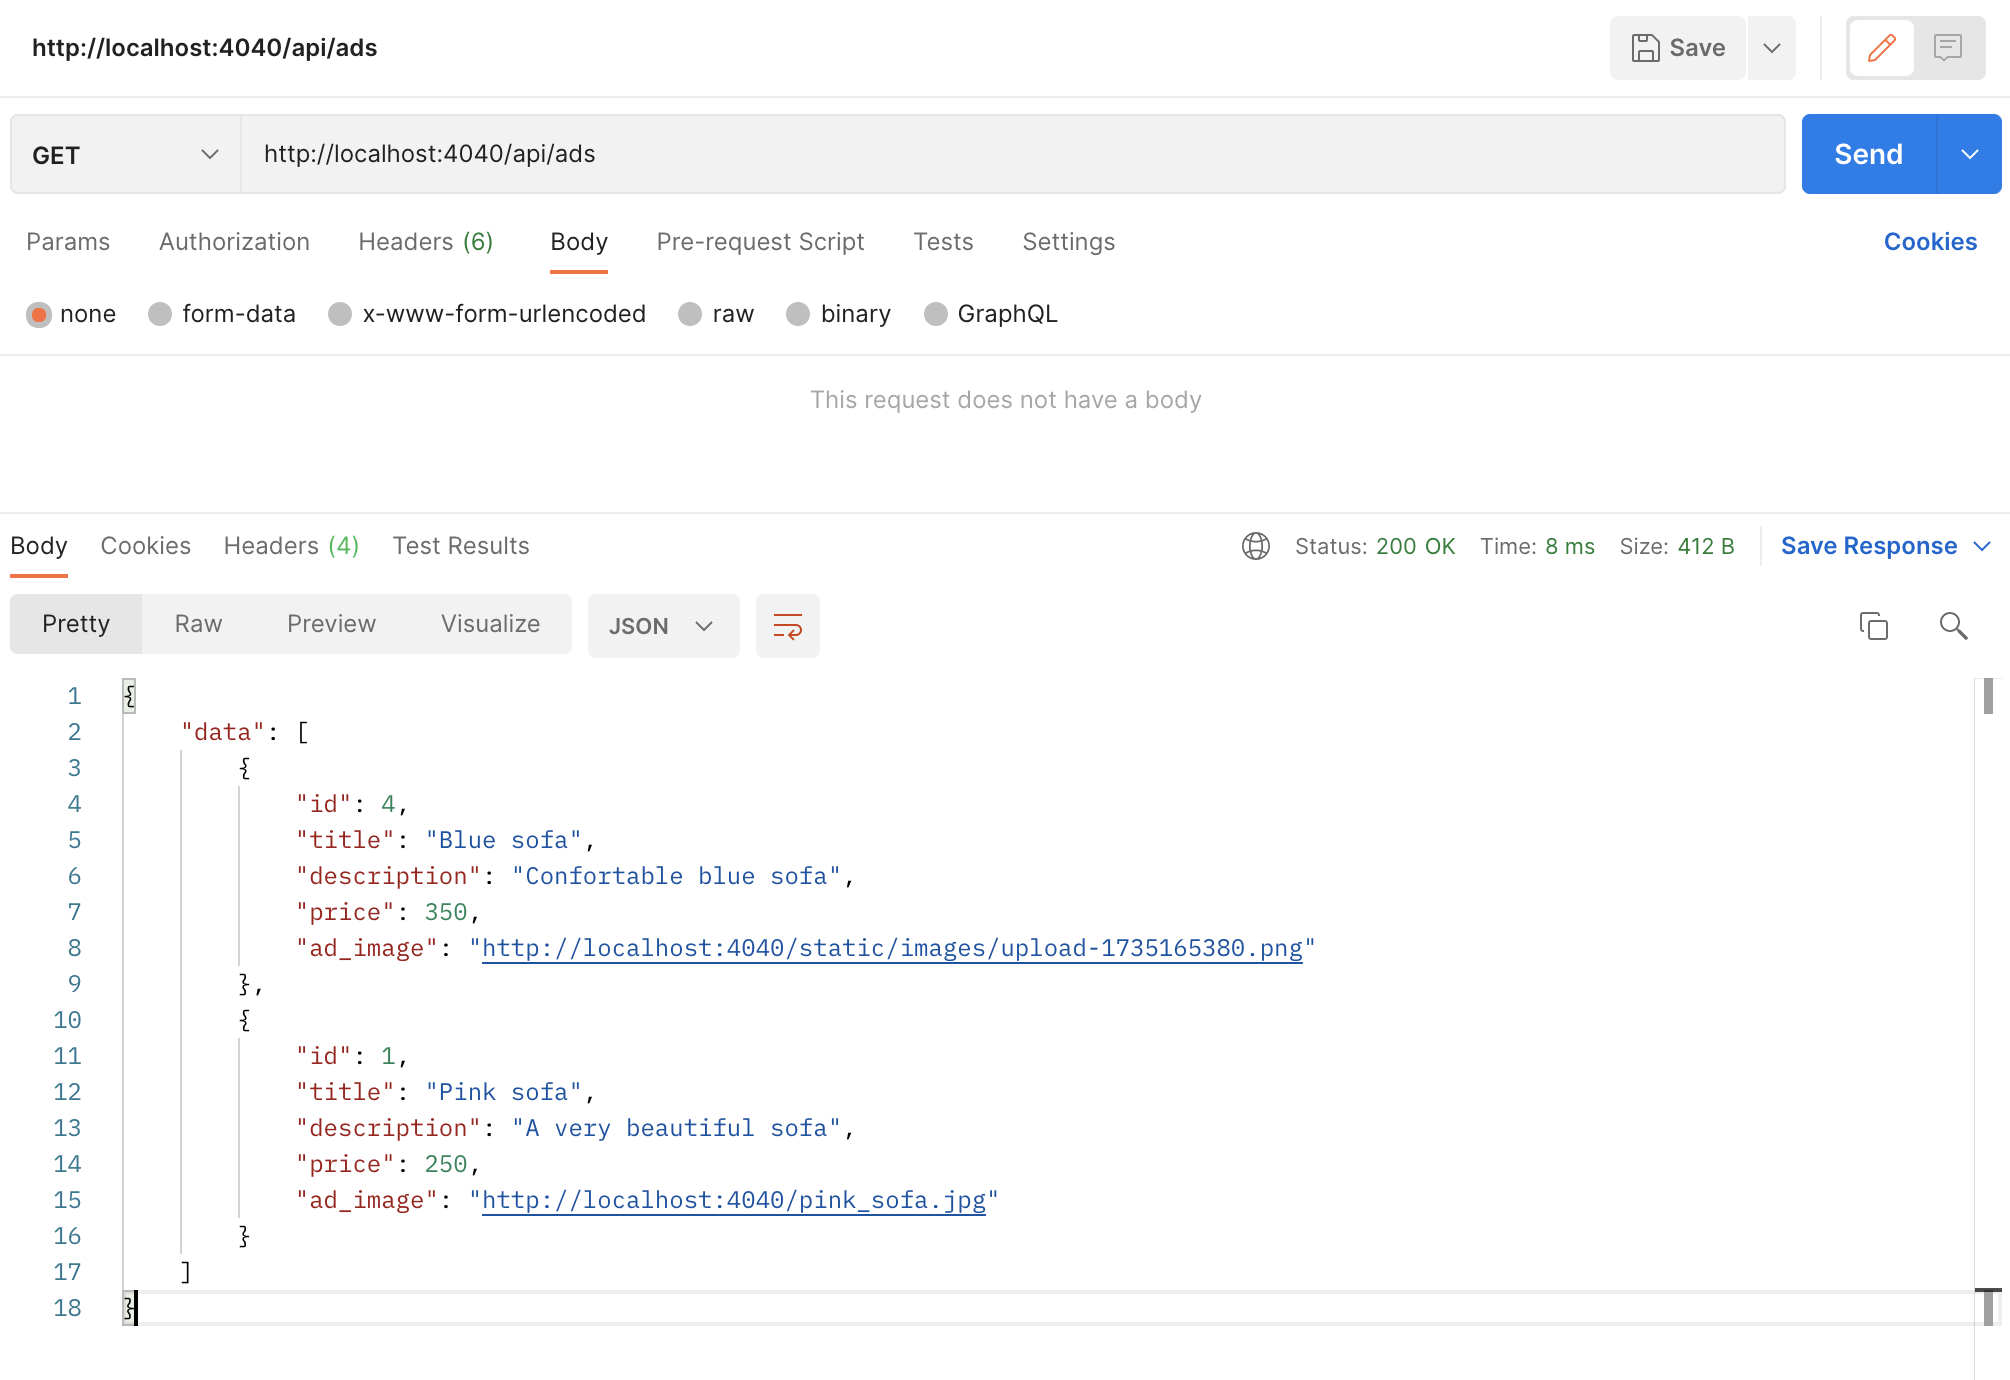 http://localhost:4040/api/ads Save
GET http://localhost:4040/api/ads Send
Params Authorization Headers (6) Body Pre-request Script Tests Settings Cookies
none form-data x-www-form-urlencoded raw binary GraphQL
This request does not have a body
Body Cookies Headers (4) Test Results Status: 200 OK Time: 8 ms Size: 412 B Save Response
Pretty Raw Preview Visualize JSON
1 {
2 "data": [
3 {
4 "id": 4,
5 "title": "Blue sofa",
6 "description": "Confortable blue sofa",
7 "price": 350,
8 "ad_image": "http://localhost:4040/static/images/upload-1735165380.png"
9 },
10 {
11 "id": 1,
12 "title": "Pink sofa",
13 "description": "A very beautiful sofa",
14 "price": 250,
15 "ad_image": "http://localhost:4040/pink_sofa.jpg"
16 }
17 ]
18 }